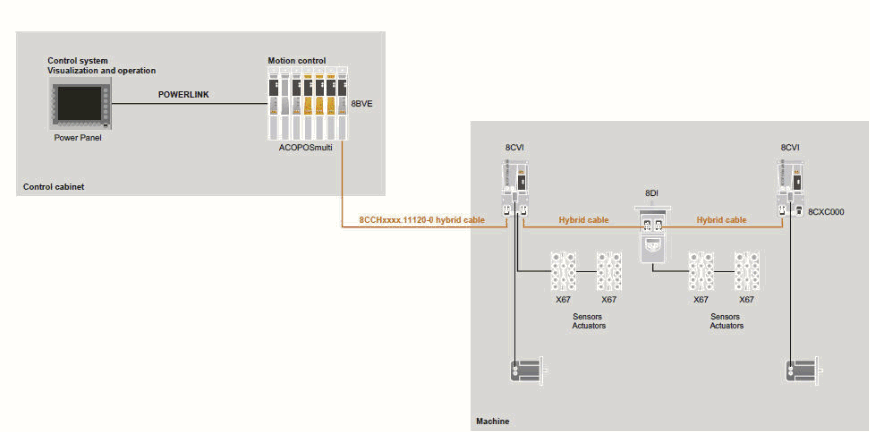 Control system
Visualization and operation
Motion control
POWERLINK
8BVE
Power Panel
ACOPOSmulti
Control cabinet
8CVI
8CVI
8DI
8CXC000
8CCHxxxx.11120-0 hybrid cable
Hybrid cable
Hybrid cable
X67
X67
X67
X67
Sensors
Actuators
Sensors
Actuators
Machine